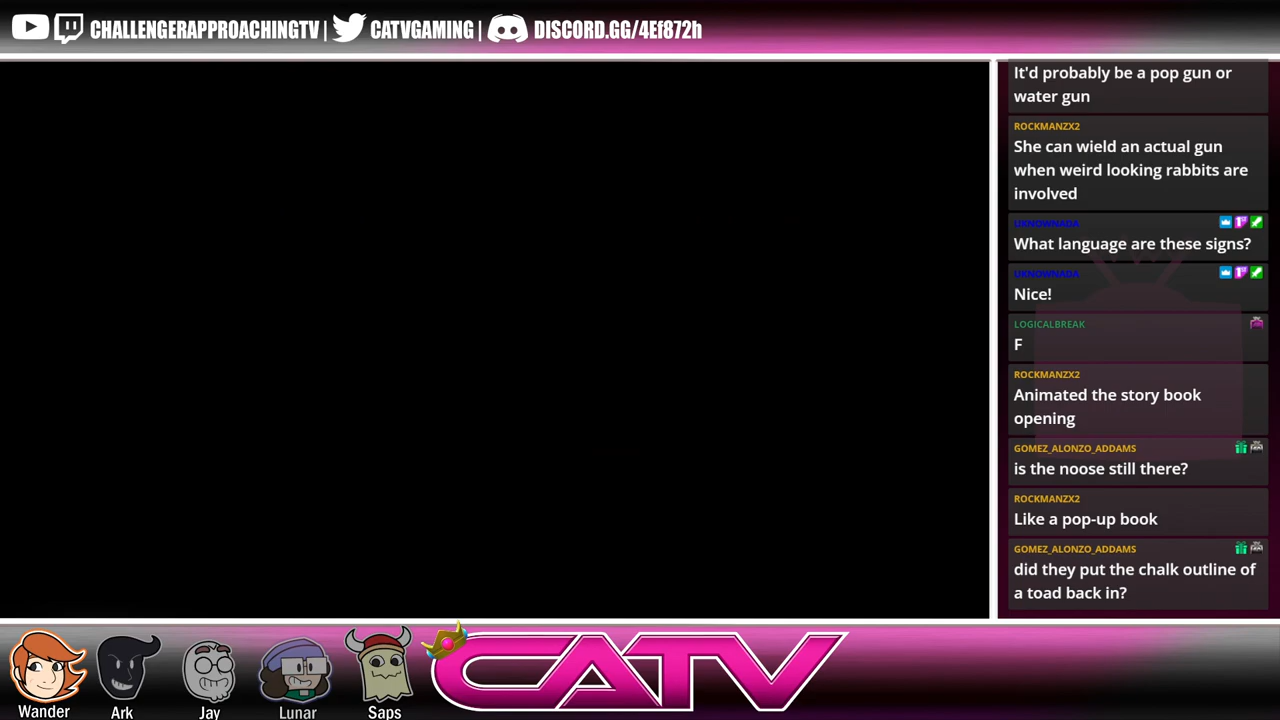 CHALLENGERAPPROACHINGTV | CATVGAMING | DISCORD.GG/4Ef872h
It'd probably be a pop gun or
water gun
ROCKMANZX2
She can wield an actual gun
when weird looking rabbits are
involved
UKNOWNADA
What language are these signs?
UKNOWNADA
Nice!
LOGICALBREAK
F
ROCKMANZX2
Animated the story book
opening
GOMEZ_ALONZO_ADDAMS
is the noose still there?
ROCKMANZX2
Like a pop-up book
GOMEZ_ALONZO_ADDAMS
did they put the chalk outline of
a toad back in?
CATV
Wander Ark Jay Lunar Saps